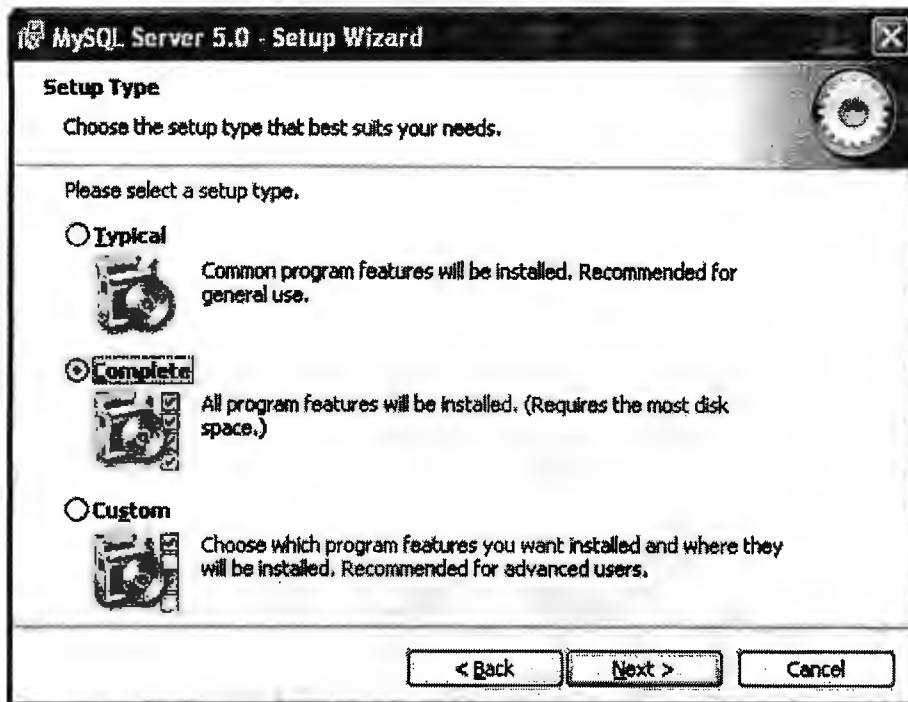 MySQL Server 5.0 - Setup Wizard
Setup Type
Choose the setup type that best suits your needs.
Please select a setup type.
Typical
Common program features will be installed. Recommended for
general use.
Complete
All program features will be installed. (Requires the most disk
space.)
Custom
Choose which program features you want installed and where they
will be installed. Recommended for advanced users.
< Back
Next >
Cancel